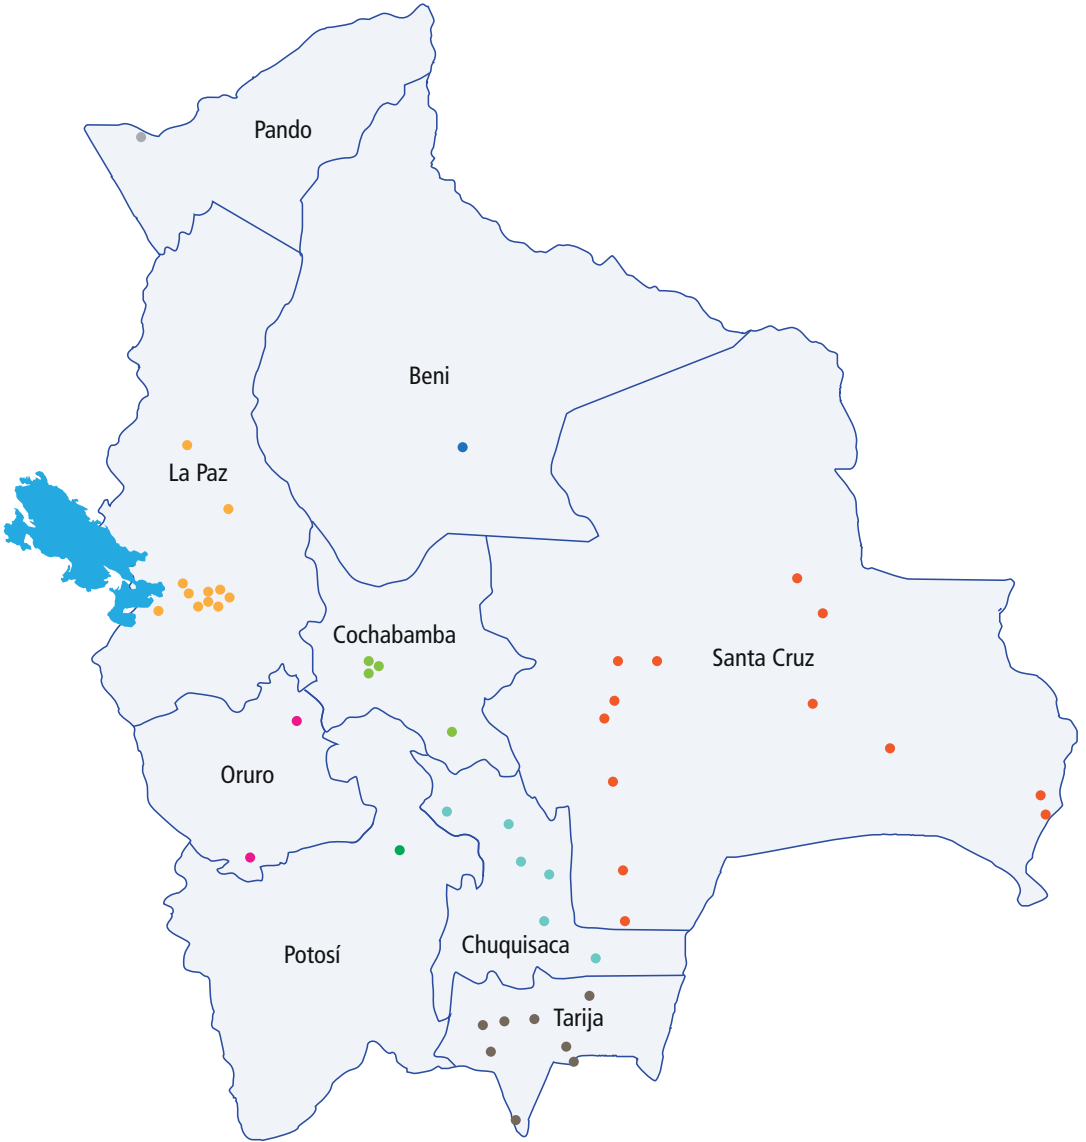 Pando
Beni
La Paz
Cochabamba
Santa Cruz
Oruro
Chuquisaca
Potosí
Tarija